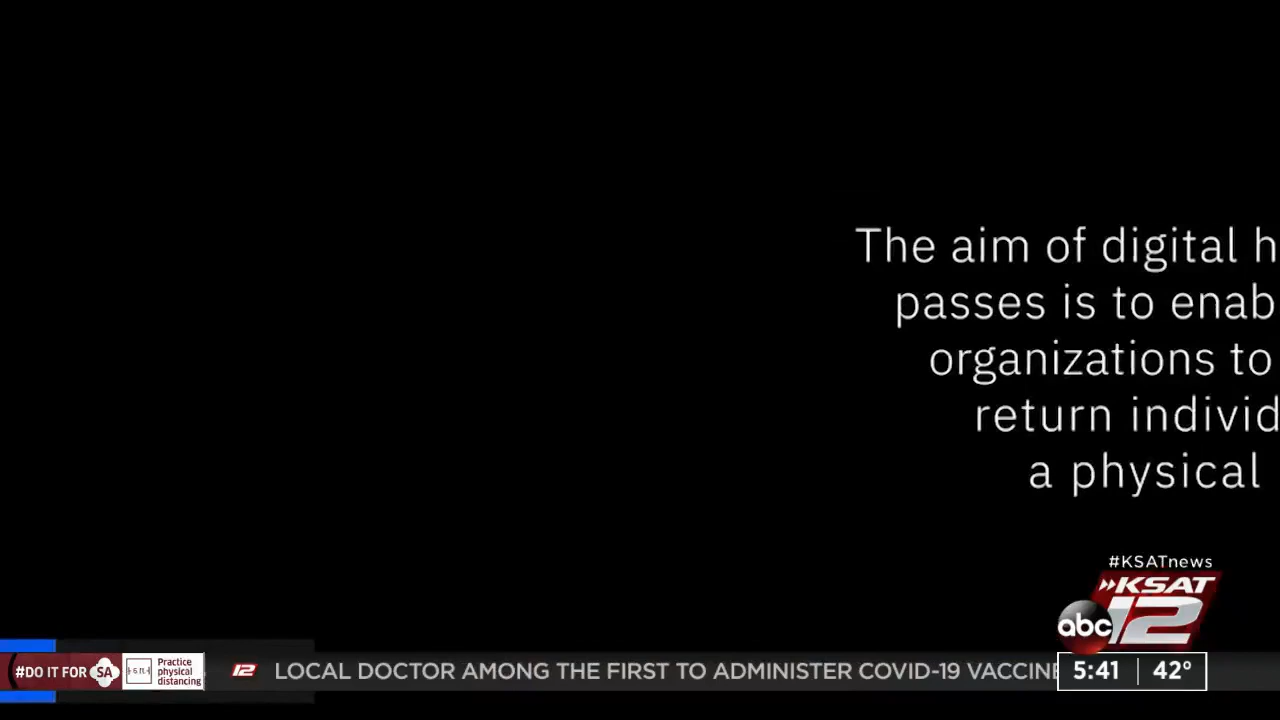 The aim of digital h
passes is to enab
organizations to
return individ
a physical
#KSATnews
KSAT
abc 12
#DO IT FOR SA
6 ft
Practice
physical
distancing
12 LOCAL DOCTOR AMONG THE FIRST TO ADMINISTER COVID-19 VACCINE
5:41 42°